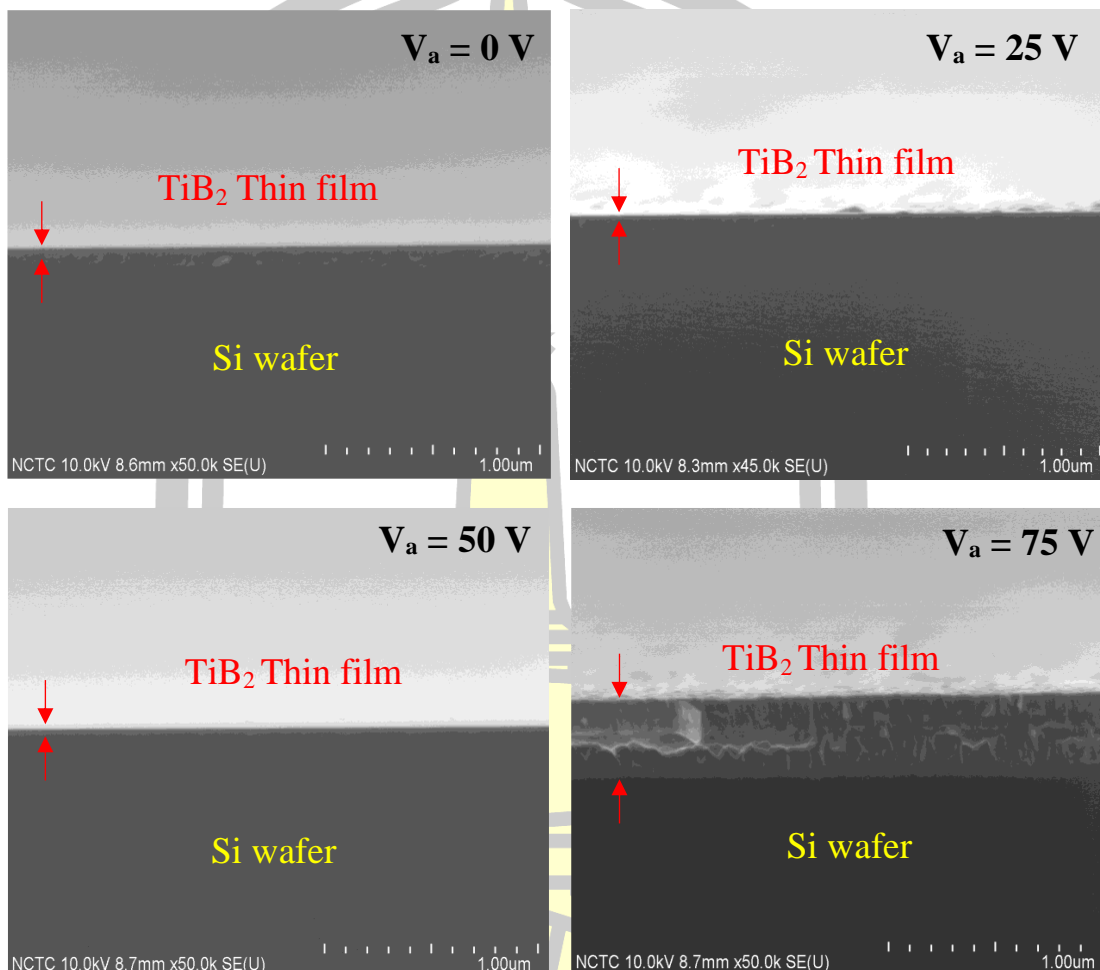 Vₐ = 0 V
TiB₂ Thin film
Si wafer
NCTC 10.0kV 8.6mm x50.0k SE(U)
1.00um
Vₐ = 25 V
TiB₂ Thin film
Si wafer
NCTC 10.0kV 8.3mm x45.0k SE(U)
1.00um
Vₐ = 50 V
TiB₂ Thin film
Si wafer
NCTC 10.0kV 8.7mm x50.0k SE(U)
1.00um
Vₐ = 75 V
TiB₂ Thin film
Si wafer
NCTC 10.0kV 8.7mm x50.0k SE(U)
1.00um